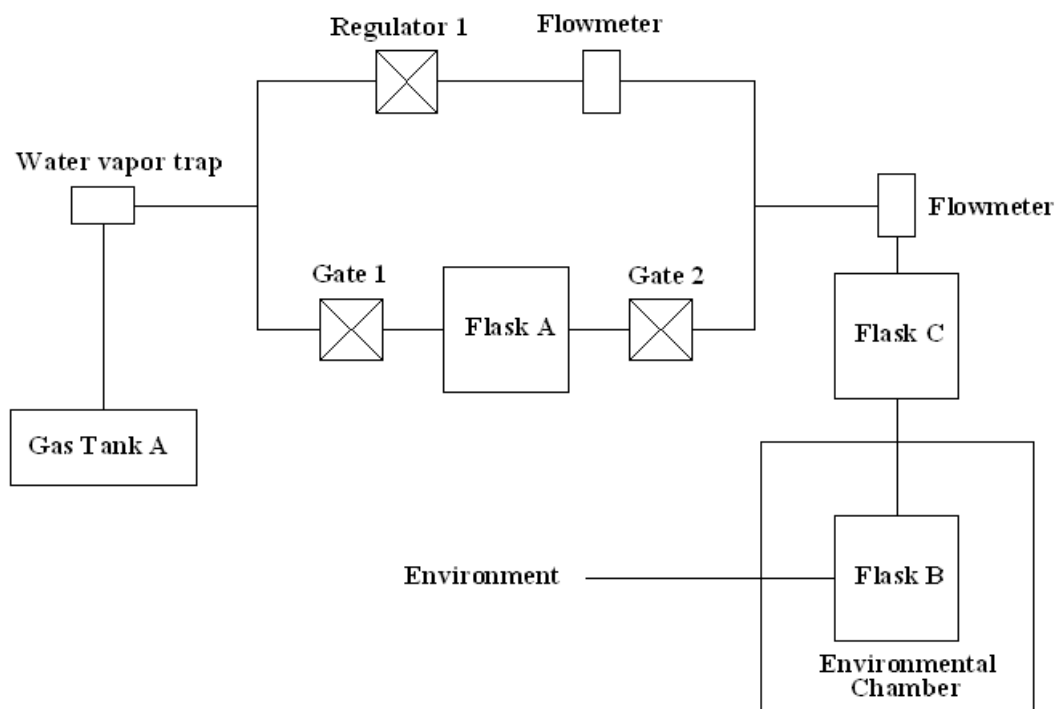 Regulator 1
Flowmeter
Water vapor trap
Flowmeter
Gate 1
Gate 2
Flask A
Flask C
Gas Tank A
Environment
Flask B
Environmental
Chamber